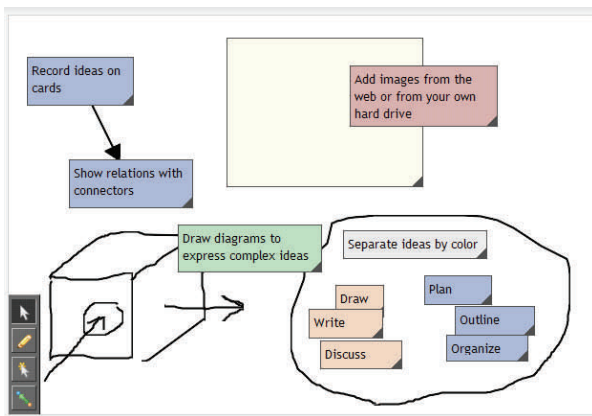 Record ideas on
cards
Add images from the
web or from your own
hard drive
Show relations with
connectors
Draw diagrams to
express complex ideas
Separate ideas by color
Draw
Write
Discuss
Plan
Outline
Organize